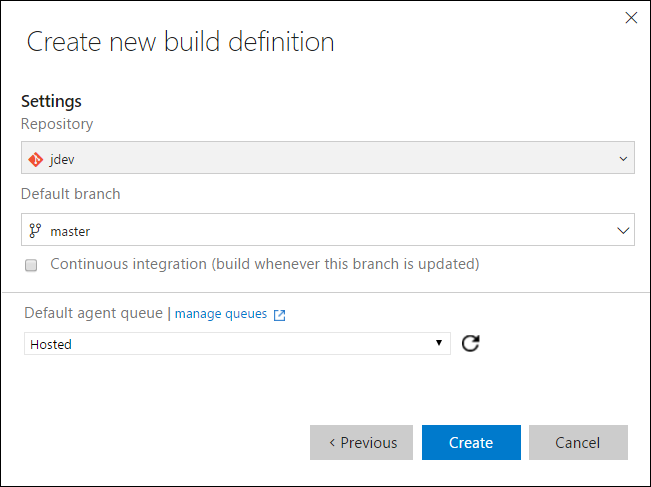 Create new build definition
Settings
Repository
jdev
Default branch
master
Continuous integration (build whenever this branch is updated)
Default agent queue | manage queues
Hosted
< Previous
Create
Cancel